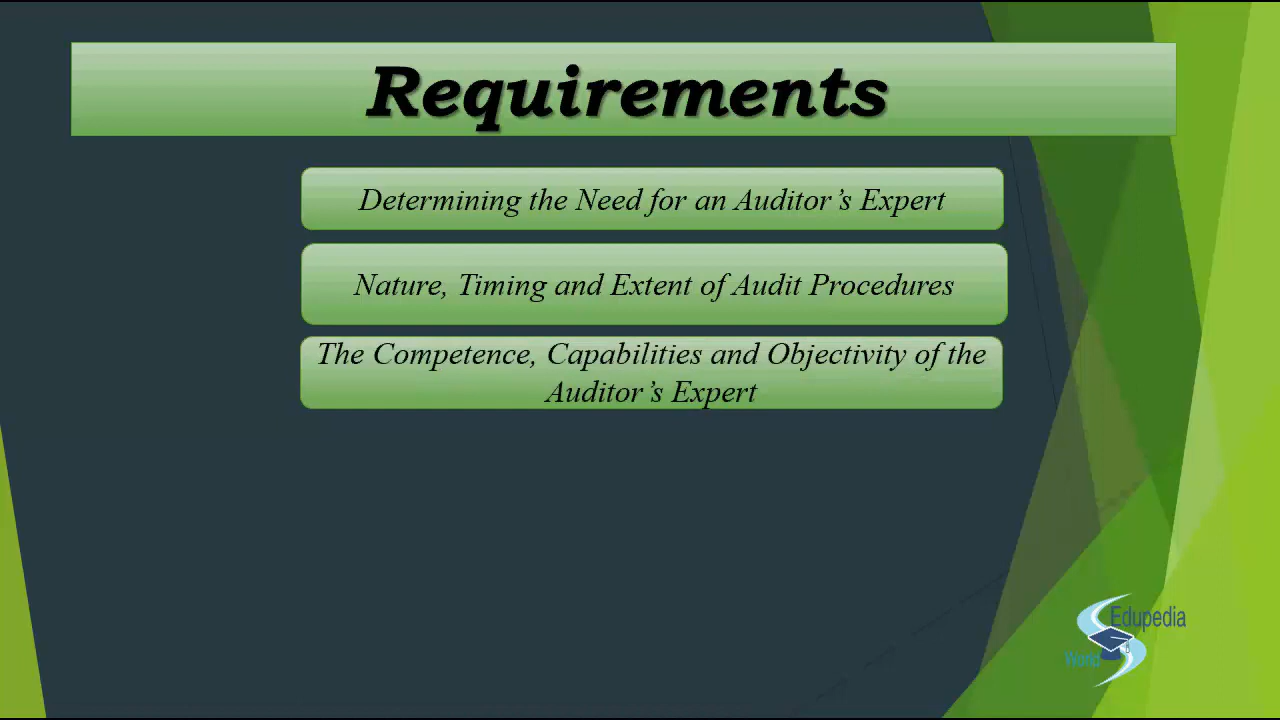 Requirements
Determining the Need for an Auditor’s Expert
Nature, Timing and Extent of Audit Procedures
The Competence, Capabilities and Objectivity of the
Auditor’s Expert
Edupedia
World